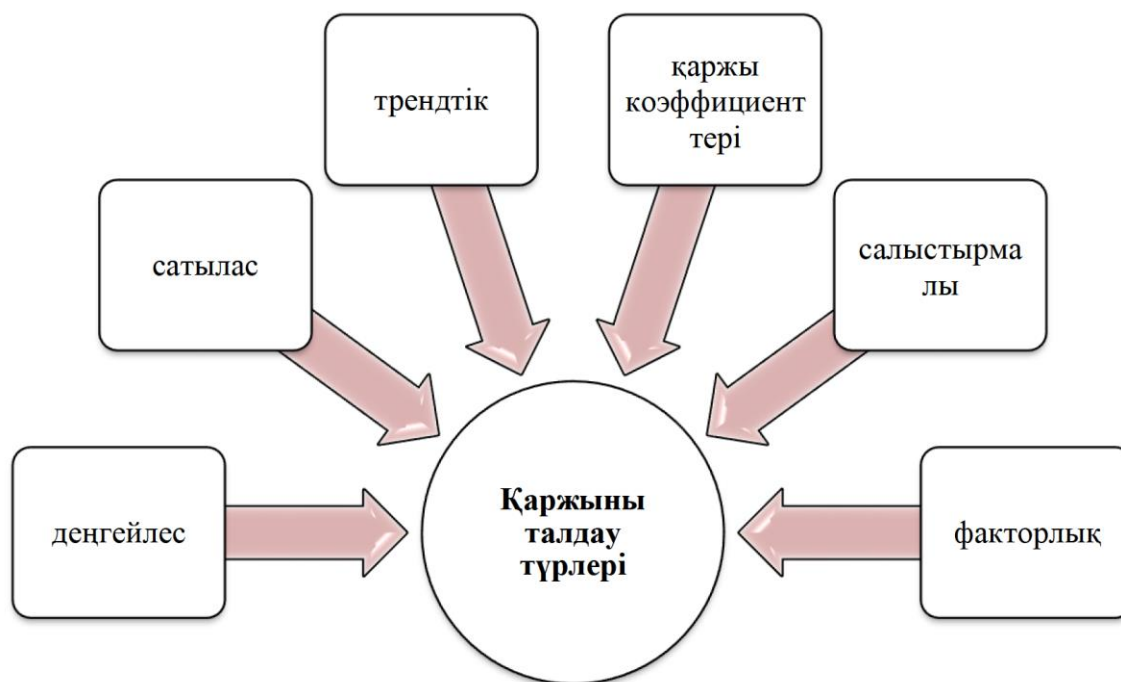 трендтік
қаржы
коэффициент
тері
сатылас
салыстырма
лы
деңгейлес
Қаржыны
талдау
түрлері
факторлық